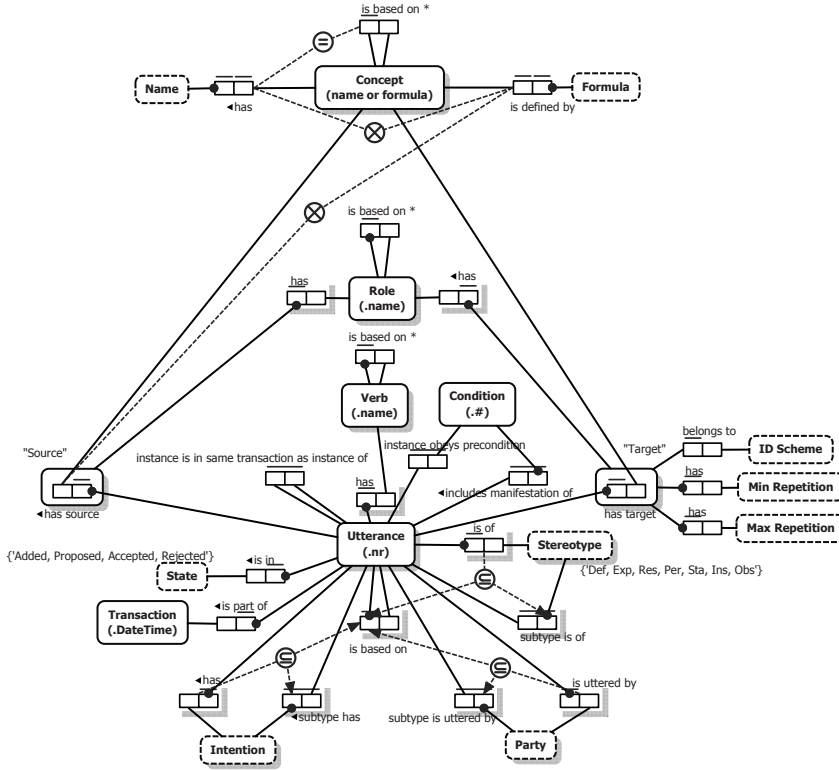 is based on *
Concept
(name or formula)
Name
Formula
◄has
is defined by
is based on *
has
◄has
Role
(.name)
is based on *
Verb
(.name)
Condition
(.#)
"Source"
instance is in same transaction as instance of
instance obeys precondition
"Target"
belongs to
ID Scheme
has
Min Repetition
has
◄includes manifestation of
◄has source
has target
has
Max Repetition
Utterance
(.nr)
is of
Stereotype
{'Added, Proposed, Accepted, Rejected'}
◄is in
State
{'Def, Exp, Res, Per, Sta, Ins, Obs'}
Transaction
(.DateTime)
◄is part of
subtype is of
is based on
◄has
is uttered by
◄subtype has
subtype is uttered by
Intention
Party